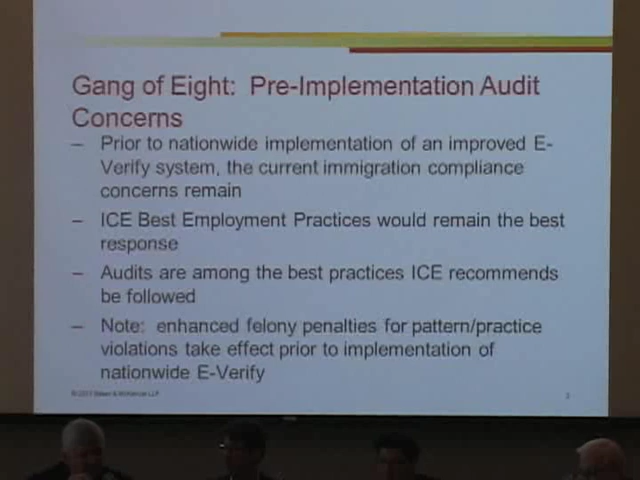 Gang of Eight: Pre-Implementation Audit
Concerns
– Prior to nationwide implementation of an improved E-
Verify system, the current immigration compliance
concerns remain
– ICE Best Employment Practices would remain the best
response
– Audits are among the best practices ICE recommends
be followed
– Note: enhanced felony penalties for pattern/practice
violations take effect prior to implementation of
nationwide E-Verify